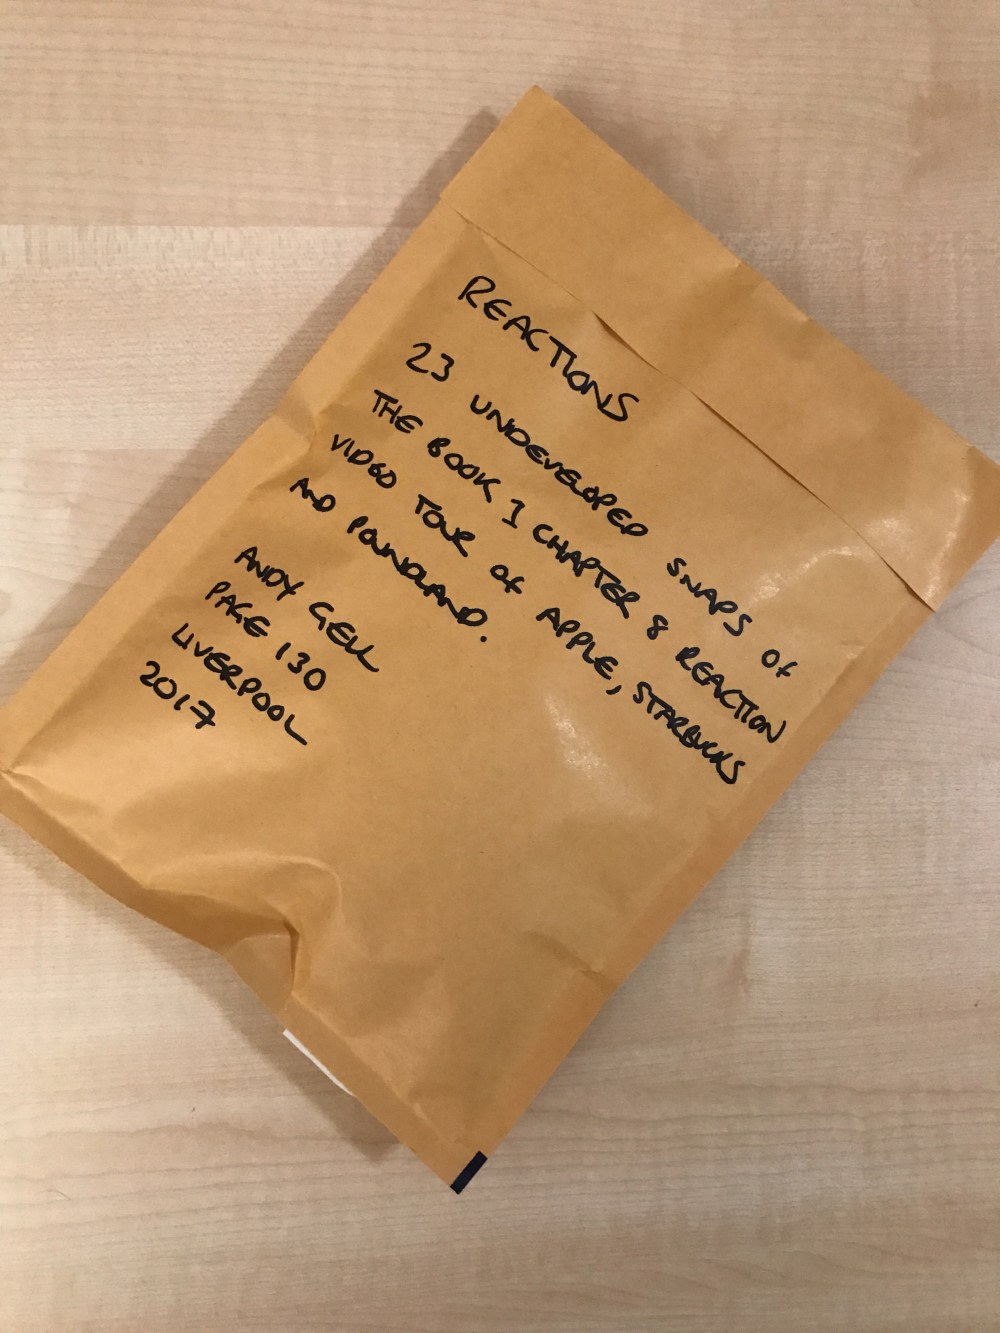 REACTIONS
23 UNDEVELOPED SNAPS OF
THE BOOK I CHAPTER 8 REACTION
VIDEO TOUR OF APPLE, STARBUCKS
AND POUNDLAND.
ANDY GELL
PAGE 130
LIVERPOOL
2017